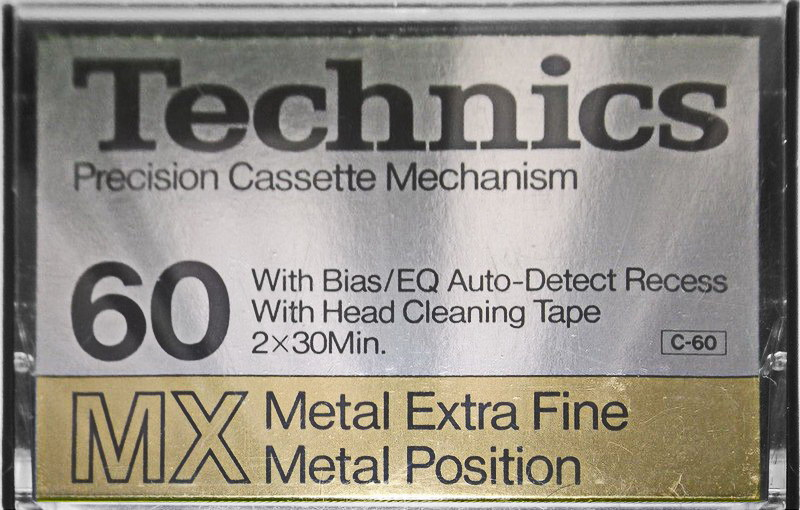 Technics
Precision Cassette Mechanism
60
With Bias/EQ Auto-Detect Recess
With Head Cleaning Tape
2×30Min.
C-60
MX
Metal Extra Fine
Metal Position